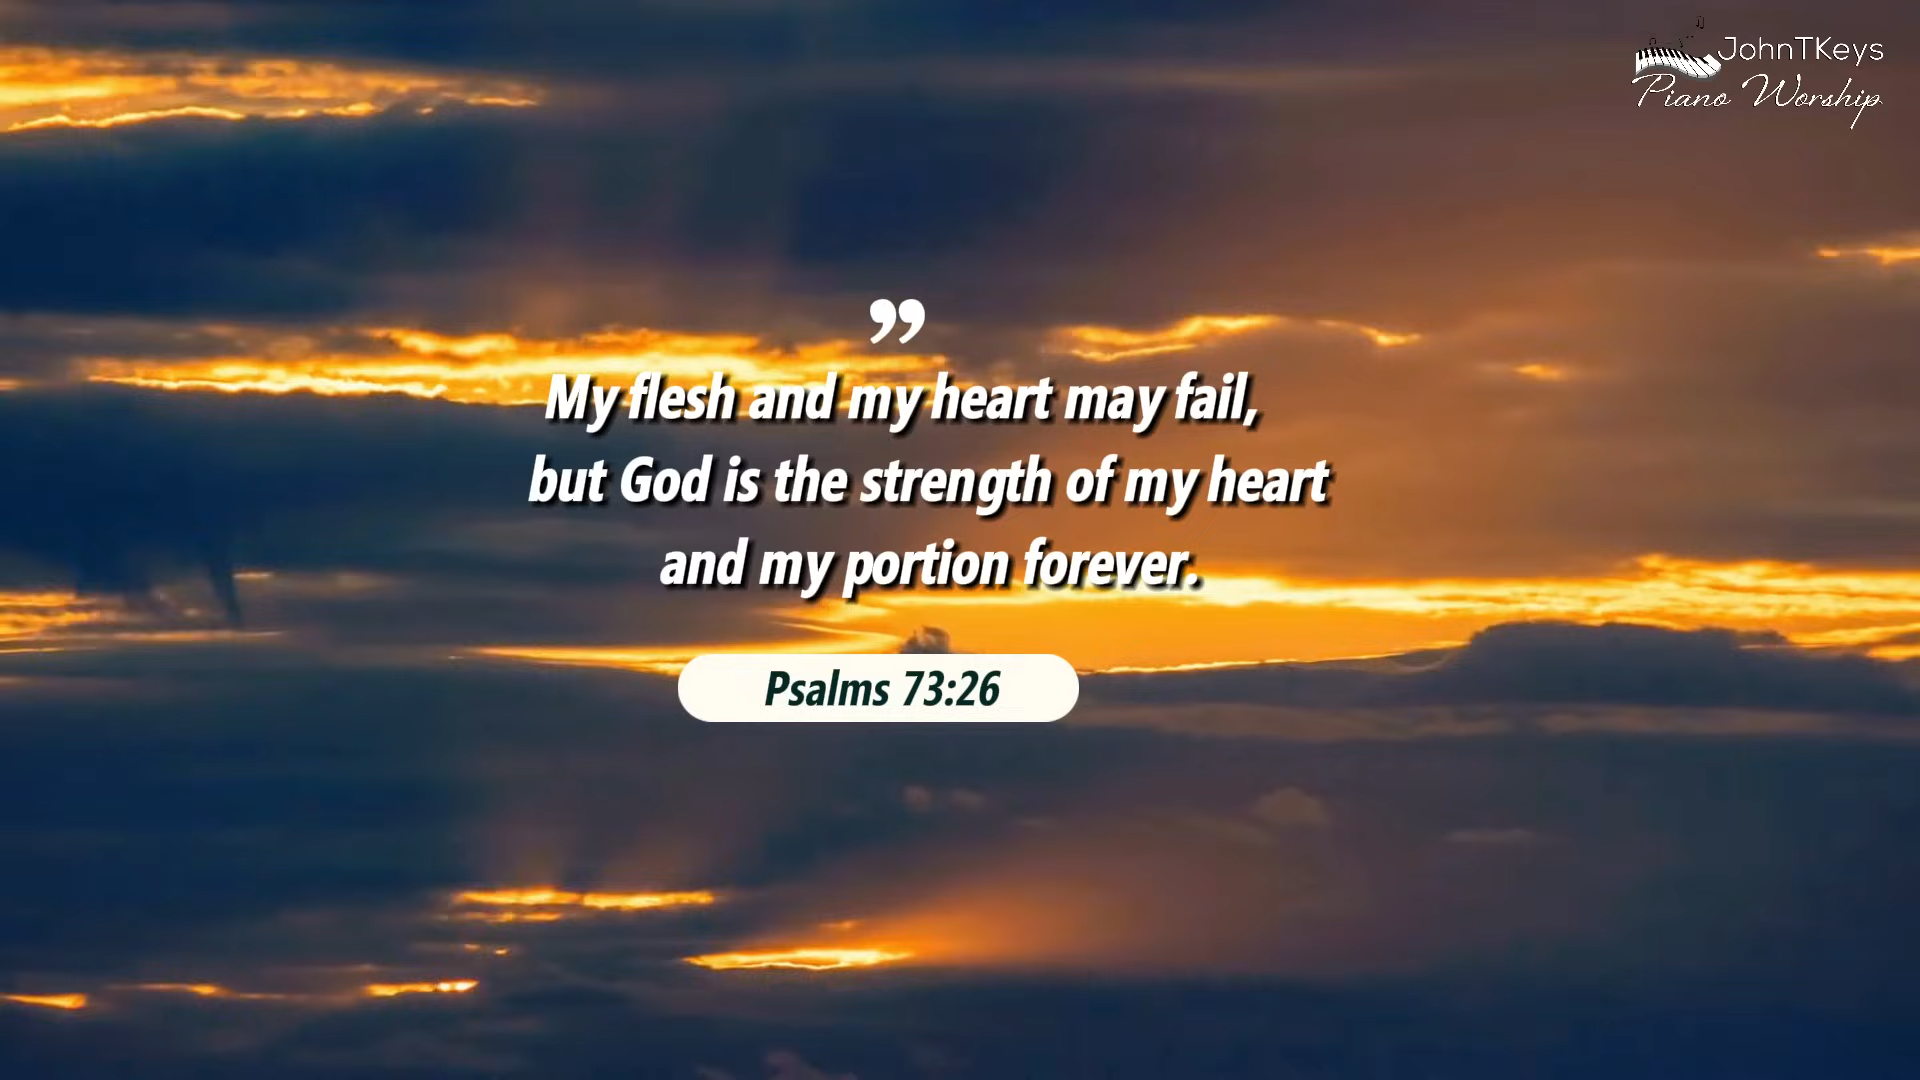 JohnTKeys
Piano Worship
”
My flesh and my heart may fail,
but God is the strength of my heart
and my portion forever.
Psalms 73:26